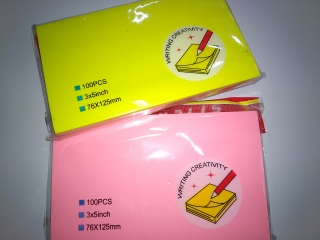 WRITING CREATIVITY
100PCS
3x5inch
76X125mm
WRITING CREATIVITY
100PCS
3x5inch
76X125mm